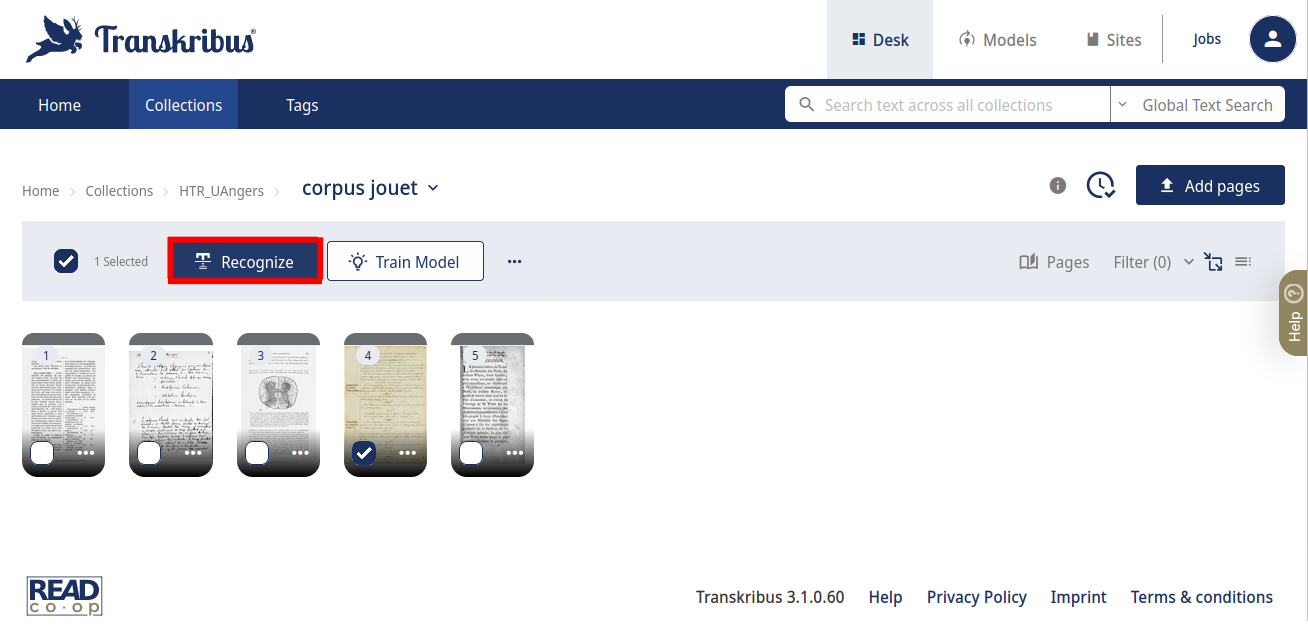 Transkribus®
Desk
Models
Sites
Jobs
Home
Collections
Tags
Search text across all collections
Global Text Search
Home
Collections
HTR_UAngers
corpus jouet
Add pages
1 Selected
Recognize
Train Model
Pages
Filter (0)
Help
1
2
3
4
5
READ
co·op
Transkribus 3.1.0.60
Help
Privacy Policy
Imprint
Terms & conditions